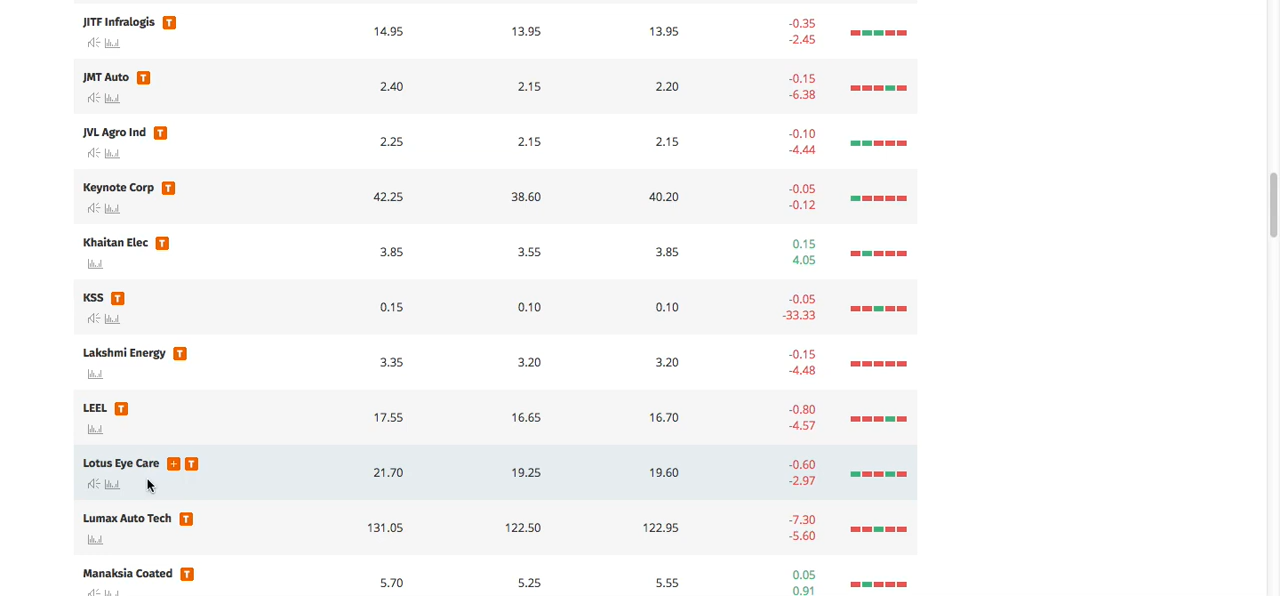 JITF Infralogis T 14.95 13.95 13.95 -0.35
-2.45
JMT Auto T 2.40 2.15 2.20 -0.15
-6.38
JVL Agro Ind T 2.25 2.15 2.15 -0.10
-4.44
Keynote Corp T 42.25 38.60 40.20 -0.05
-0.12
Khaitan Elec T 3.85 3.55 3.85 0.15
4.05
KSS T 0.15 0.10 0.10 -0.05
-33.33
Lakshmi Energy T 3.35 3.20 3.20 -0.15
-4.48
LEEL T 17.55 16.65 16.70 -0.80
-4.57
Lotus Eye Care + T 21.70 19.25 19.60 -0.60
-2.97
Lumax Auto Tech T 131.05 122.50 122.95 -7.30
-5.60
Manaksia Coated T 5.70 5.25 5.55 0.05
0.91